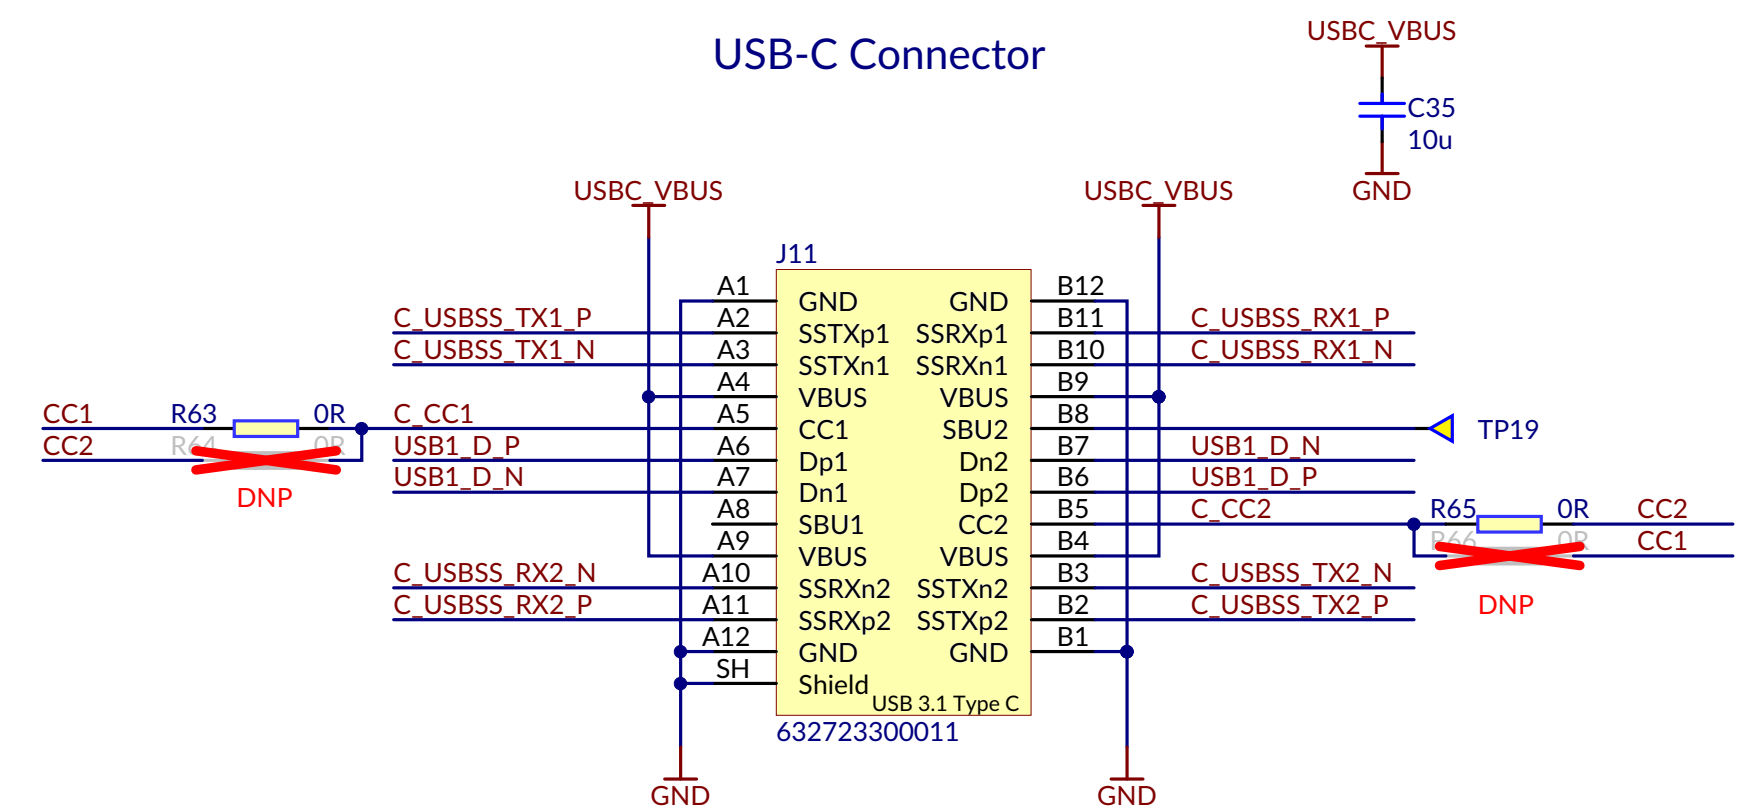 USBC_VBUS
USB-C Connector
C35
10u
GND
USBC_VBUS
USBC_VBUS
J11
A1 GND GND B12
C_USBSS_TX1_P A2 SSTXp1 SSRXp1 B11 C_USBSS_RX1_P
C_USBSS_TX1_N A3 SSTXn1 SSRXn1 B10 C_USBSS_RX1_N
A4 VBUS VBUS B9
CC1 R63 0R C_CC1 A5 CC1 SBU2 B8 TP19
CC2 R64 0R USB1_D_P A6 Dp1 Dn2 B7 USB1_D_N
DNP USB1_D_N A7 Dn1 Dp2 B6 USB1_D_P
A8 SBU1 CC2 B5 C_CC2 R65 0R CC2
A9 VBUS VBUS B4 R66 0R CC1
C_USBSS_RX2_N A10 SSRXn2 SSTXn2 B3 C_USBSS_TX2_N
C_USBSS_RX2_P A11 SSRXp2 SSTXp2 B2 C_USBSS_TX2_P DNP
A12 GND GND B1
SH Shield
USB 3.1 Type C
632723300011
GND GND